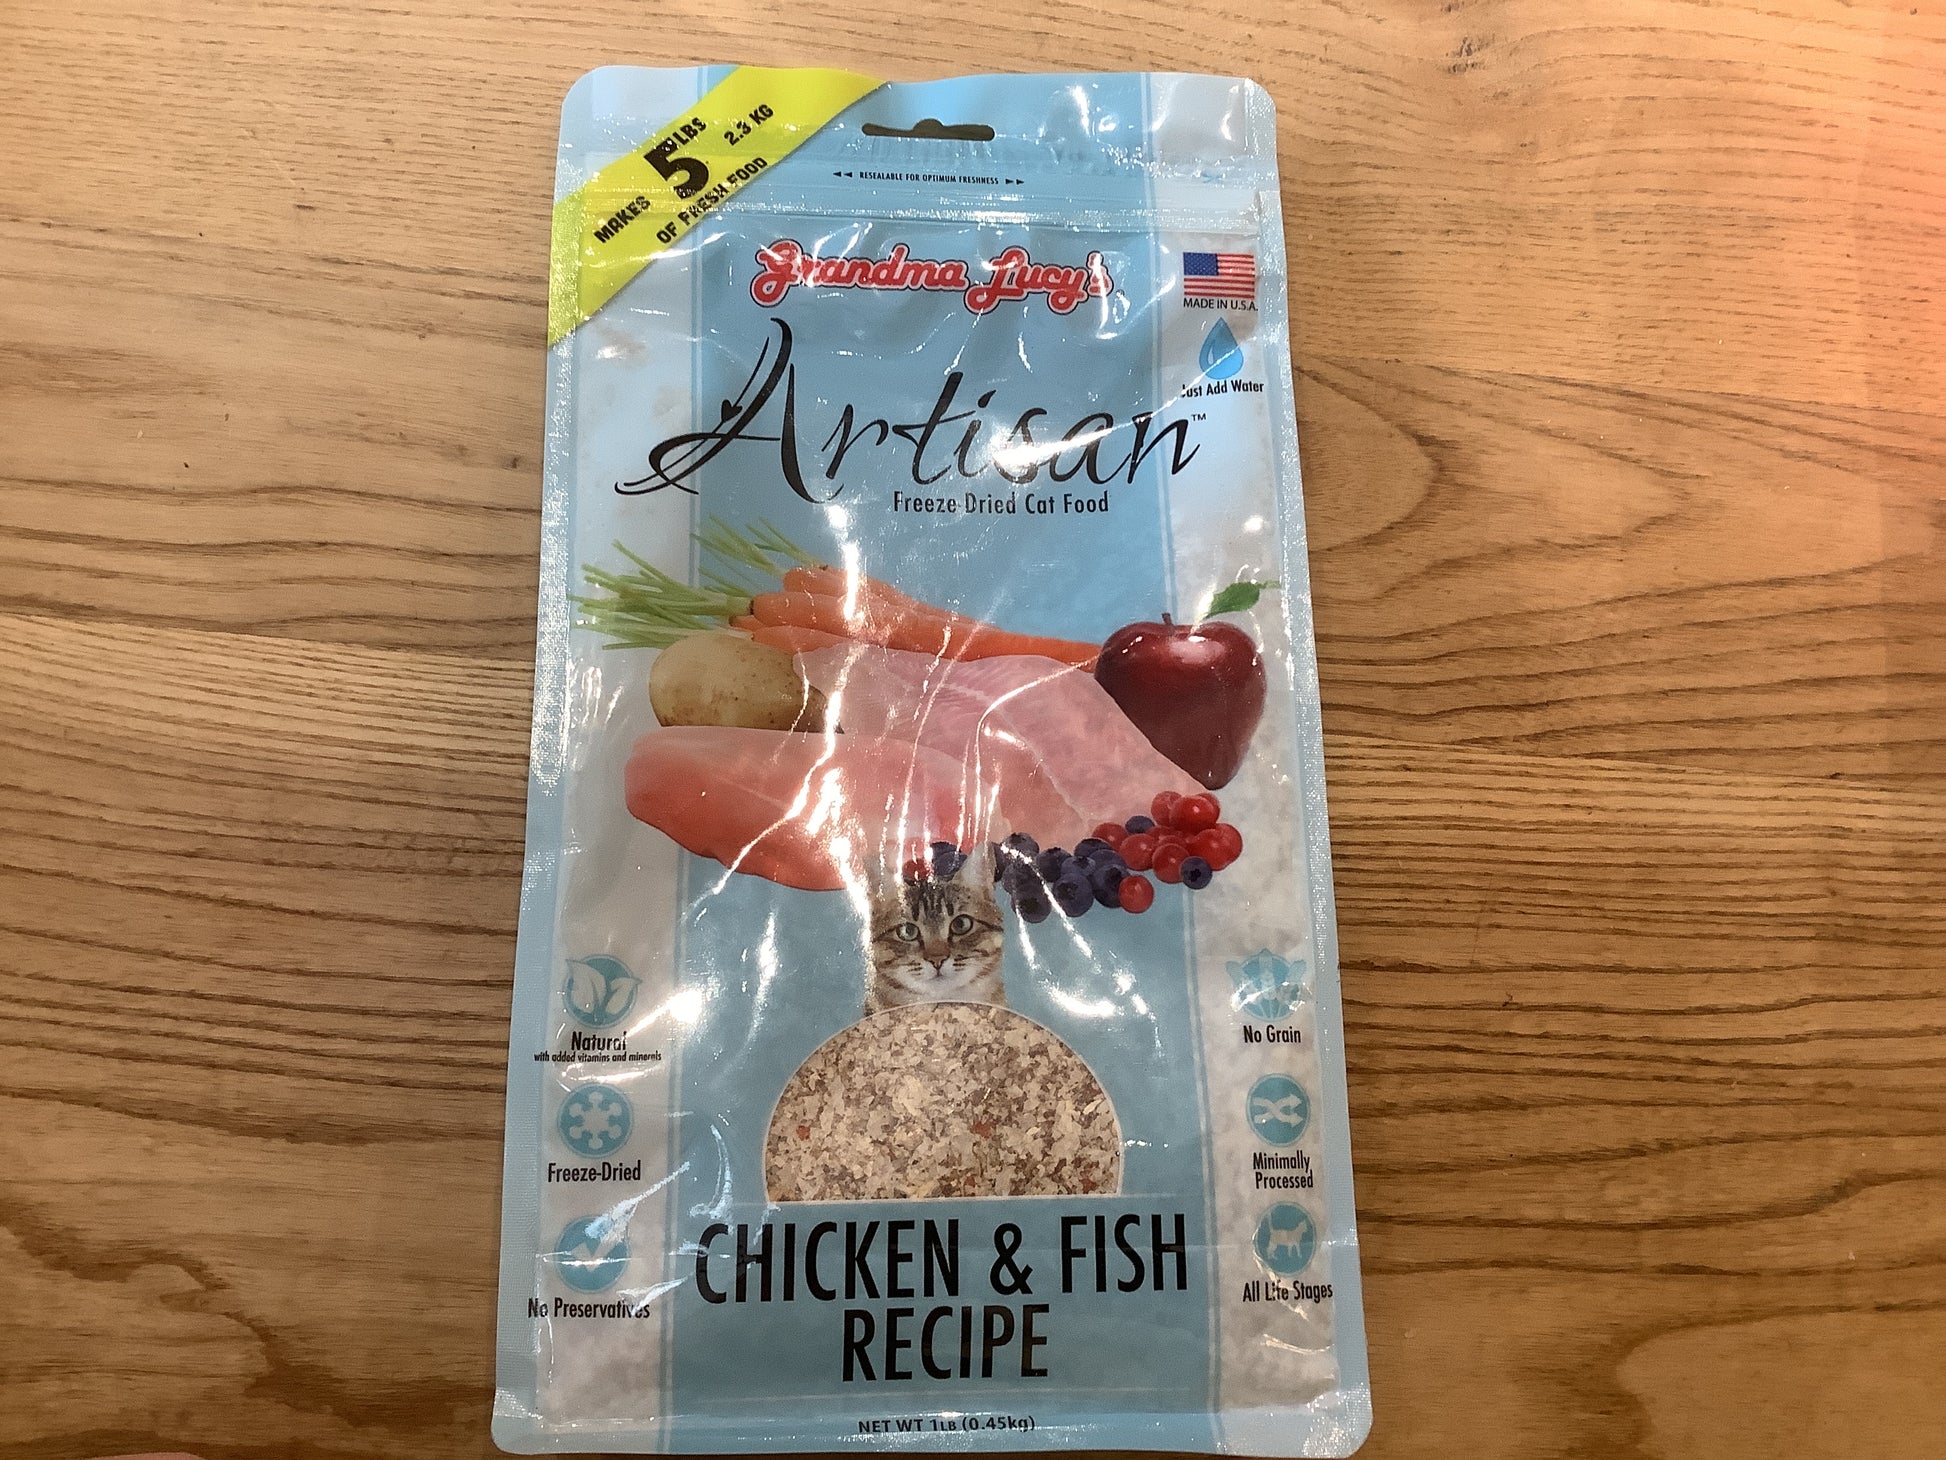 MAKES 5 LBS 2.3 KG
OF FRESH FOOD
RESEALABLE FOR OPTIMUM FRESHNESS
Grandma Lucy's
MADE IN U.S.A.
Just Add Water
Artisan™
Freeze-Dried Cat Food
Natural
with added vitamins and minerals
No Grain
Freeze-Dried
Minimally
Processed
No Preservatives
All Life Stages
CHICKEN & FISH
RECIPE
NET WT 1LB (0.45kg)